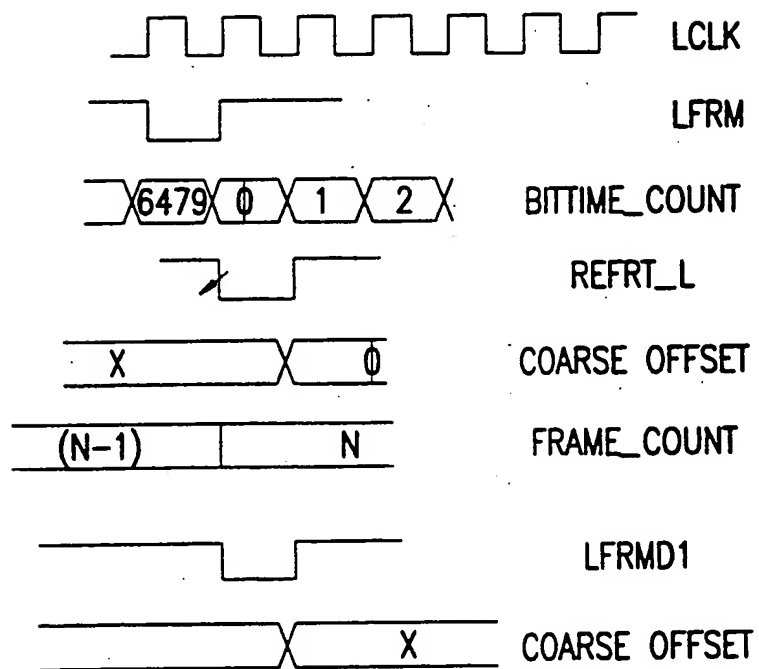 LCLK
LFRM
6479 0 1 2 BITTIME_COUNT
REFRT_L
X 0 COARSE OFFSET
(N-1) N FRAME_COUNT
LFRMD1
X COARSE OFFSET